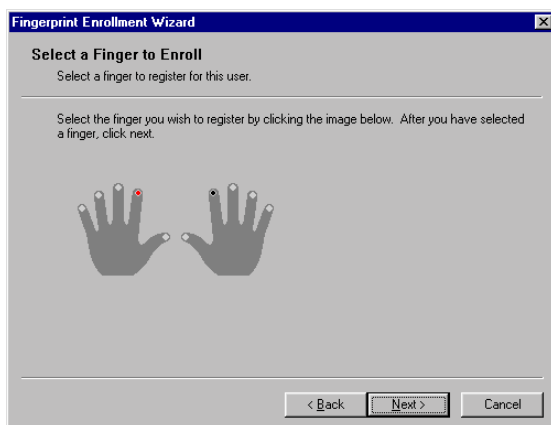 Fingerprint Enrollment Wizard
Select a Finger to Enroll
Select a finger to register for this user.
Select the finger you wish to register by clicking the image below. After you have selected
a finger, click next.
< Back
Next >
Cancel